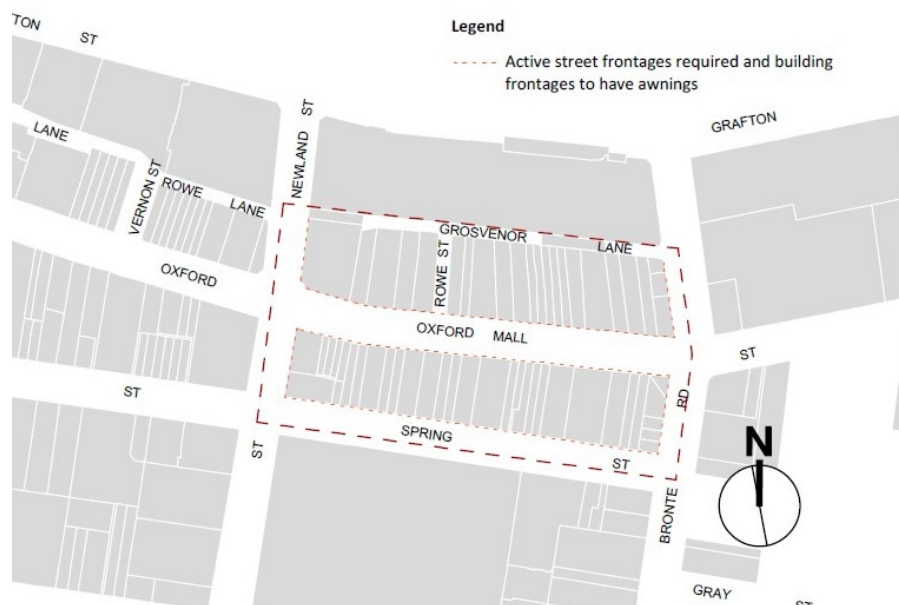 TON ST
Legend
Active street frontages required and building
frontages to have awnings
GRAFTON
LANE
NEWLAND ST
VERNON ST
ROWE LANE
GROSVENOR LANE
ROWE ST
OXFORD
OXFORD MALL
ST
ST
RD
SPRING ST
ST
N
BRONTE
GRAY ST